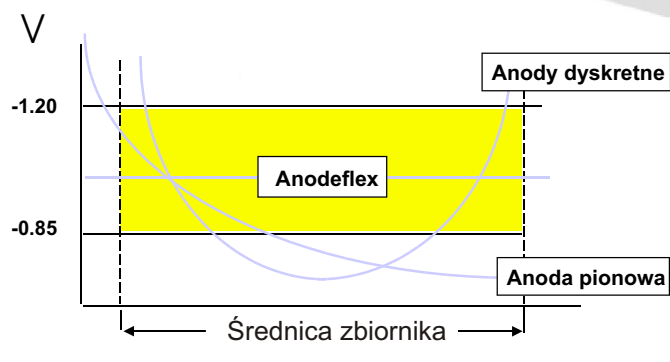 V
Anody dyskretne
-1.20
Anodeflex
-0.85
Anoda pionowa
Średnica zbiornika